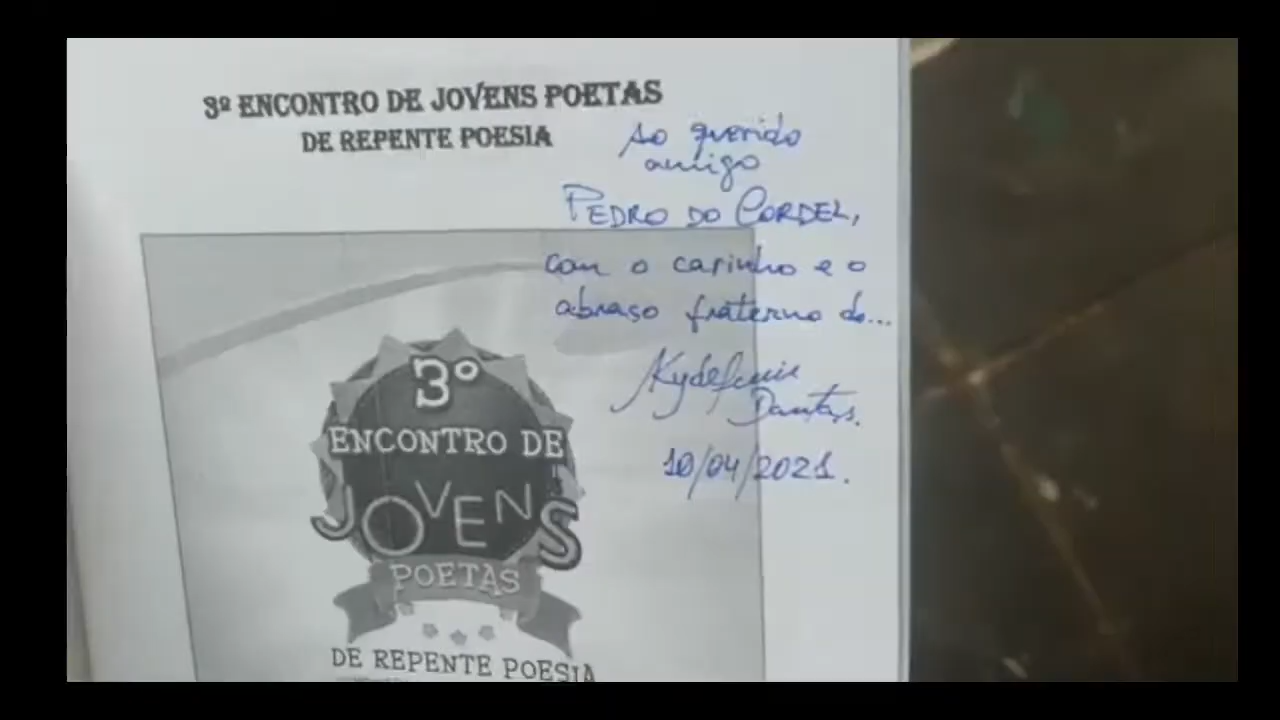 3º ENCONTRO DE JOVENS POETAS
DE REPENTE POESIA
Ao querido
amigo
PEDRO DO CORDEL,
com o carinho e o
abraço fraterno do...
Kydelmir
Dantas.
10/04/2021.
3º
ENCONTRO DE
JOVENS
POETAS
DE REPENTE POESIA